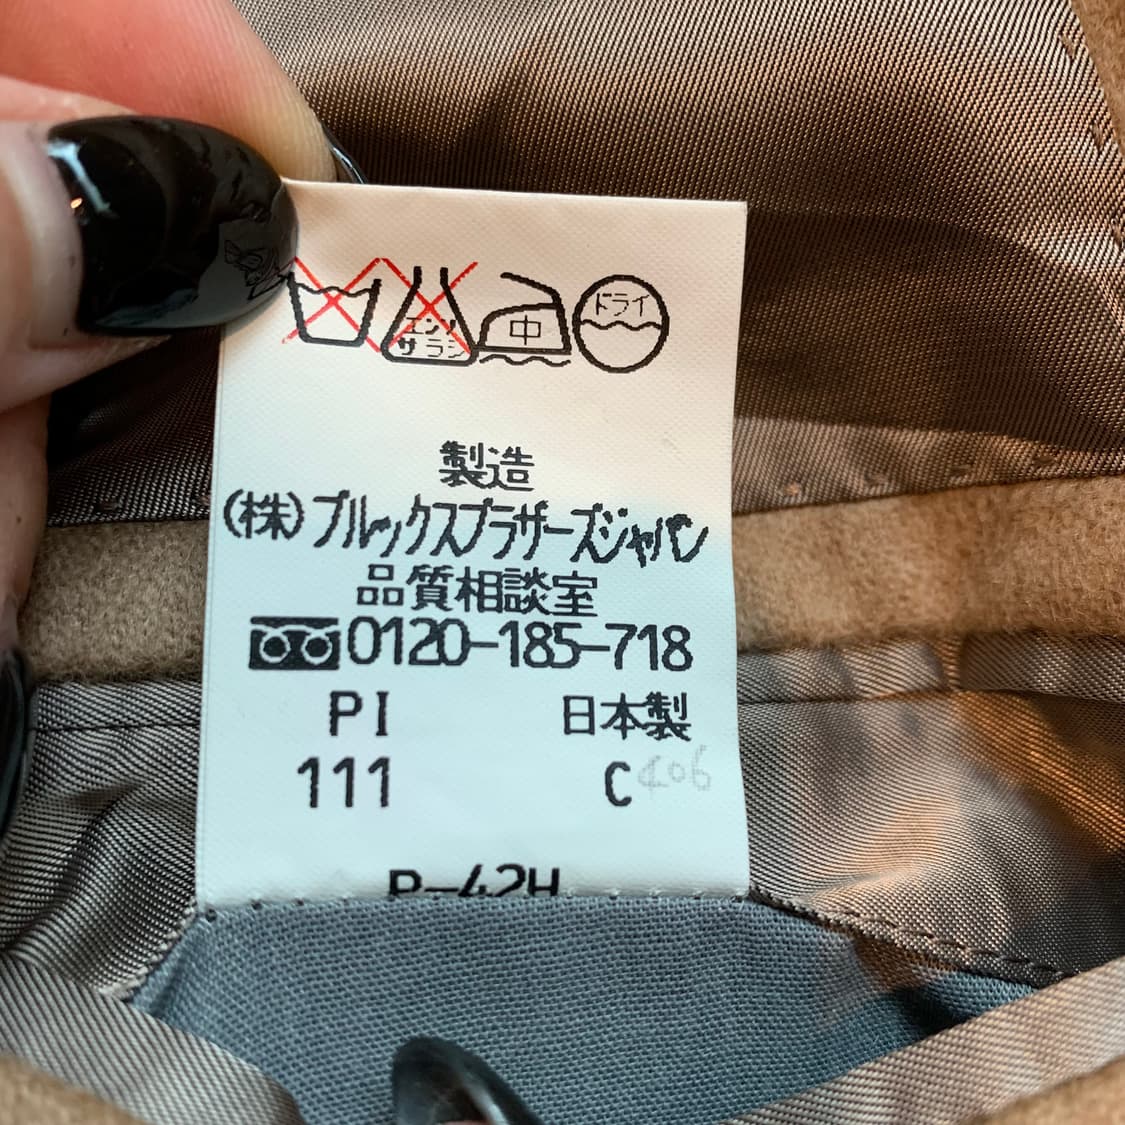 エンソ サラシ 中 ドライ
製造
(株)ブルックスブラザーズジャパン
品質相談室
0120-185-718
PI 日本製
111 C406